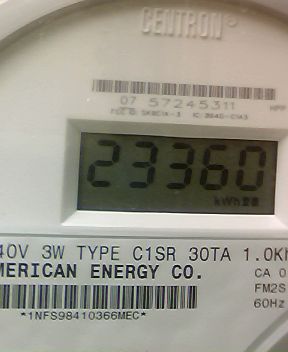 CENTRON
07 57245311
23360
kWh
40V 3W TYPE C1SR 30TA 1.0Kh
MERICAN ENERGY CO.
CA 0
FM2S
60Hz
*1NFS98410366MEC*